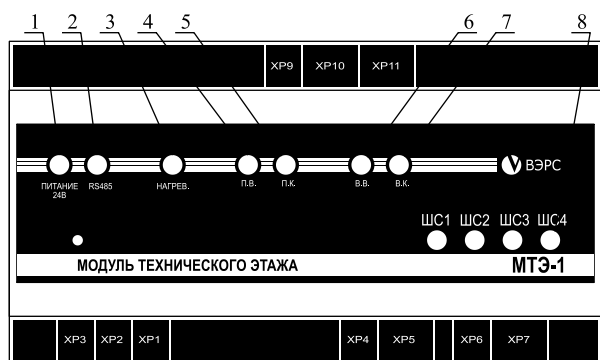 1 2 3 4 5 6 7 8
XP9 XP10 XP11
ВЭРС
ПИТАНИЕ 24В RS485 НАГРЕВ. П.В. П.К. В.В. В.К.
ШС1 ШС2 ШС3 ШС4
МОДУЛЬ ТЕХНИЧЕСКОГО ЭТАЖА МТЭ-1
XP3 XP2 XP1 XP4 XP5 XP6 XP7